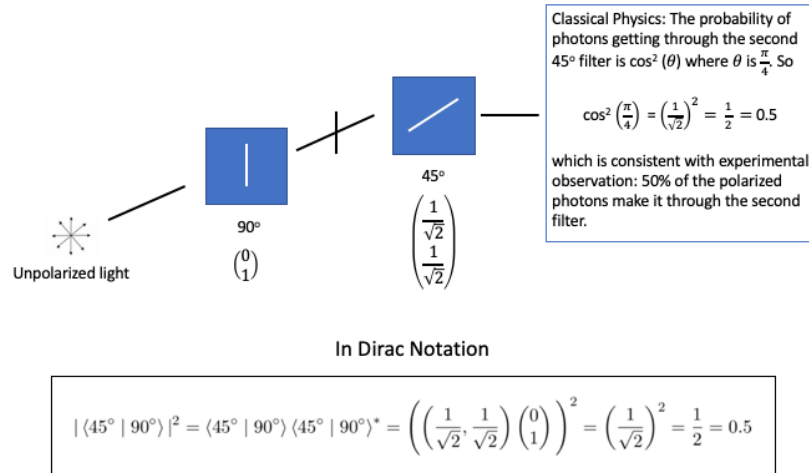 Classical Physics: The probability of
photons getting through the second
45° filter is cos² (θ) where θ is π/4. So
cos² (π/4) = (1/√2)² = 1/2 = 0.5
which is consistent with experimental
observation: 50% of the polarized
photons make it through the second
filter.
45°
(1/√2
1/√2)
90°
(0
1)
Unpolarized light
In Dirac Notation
| ⟨45° | 90°⟩ |² = ⟨45° | 90°⟩ ⟨45° | 90°⟩* = ((1/√2, 1/√2) (0 1))² = (1/√2)² = 1/2 = 0.5